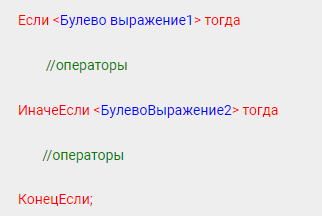 Если <Булево выражение1> тогда
//операторы
ИначеЕсли <БулевоВыражение2> тогда
//операторы
КонецЕсли;